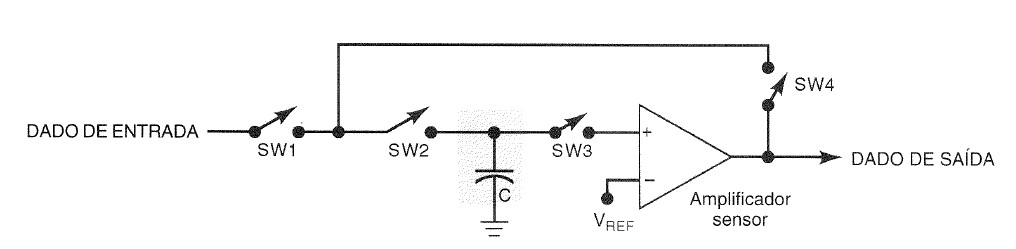 SW4
DADO DE ENTRADA
SW1
SW2
SW3
+
DADO DE SAÍDA
–
C
V_REF
Amplificador
sensor